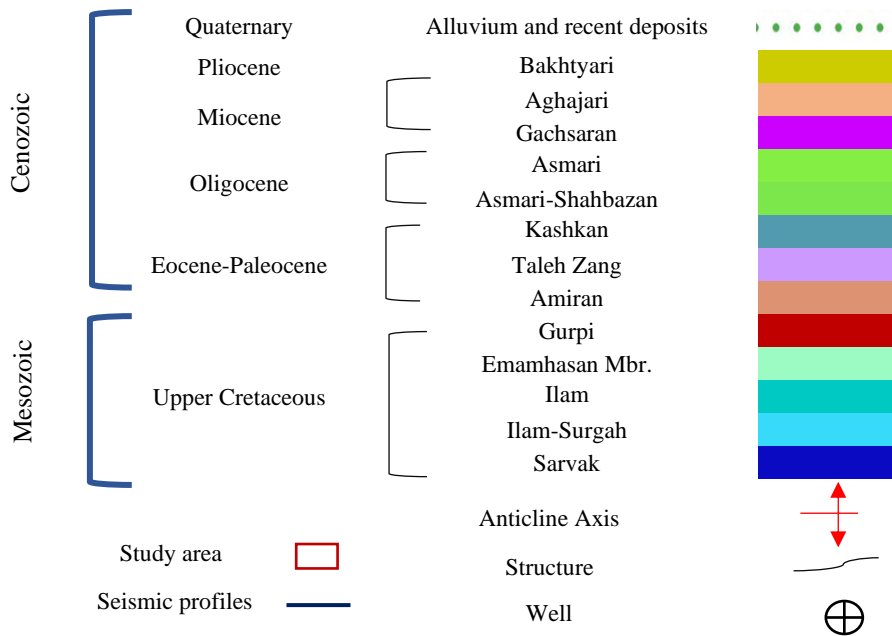 Cenozoic
Quaternary Alluvium and recent deposits
Pliocene Bakhtyari
Miocene Aghajari
Gachsaran
Oligocene Asmari
Asmari-Shahbazan
Eocene-Paleocene Kashkan
Taleh Zang
Amiran
Mesozoic
Upper Cretaceous Gurpi
Emamhasan Mbr.
Ilam
Ilam-Surgah
Sarvak
Anticline Axis
Study area Structure
Seismic profiles Well